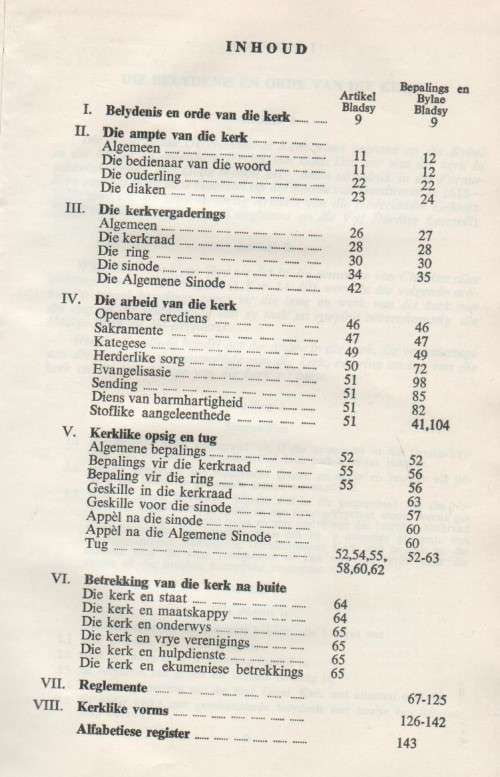 INHOUD
Artikel Bladsy
Bepalings en Bylae Bladsy
I. Belydenis en orde van die kerk 9 9
II. Die ampte van die kerk
Algemeen 11 12
Die bedienaar van die woord 11 12
Die ouderling 22 22
Die diaken 23 24
III. Die kerkvergaderings
Algemeen 26 27
Die kerkraad 28 28
Die ring 30 30
Die sinode 34 35
Die Algemene Sinode 42
IV. Die arbeid van die kerk
Openbare erediens 46 46
Sakramente 47 47
Kategese 49 49
Herderlike sorg 50 72
Evangelisasie 51 98
Sending 51 85
Diens van barmhartigheid 51 82
Stoflike aangeleenthede 51 41,104
V. Kerklike opsig en tug
Algemene bepalings 52 52
Bepalings vir die kerkraad 55 56
Bepaling vir die ring 55 56
Geskille in die kerkraad 63
Geskille voor die sinode 57
Appèl na die sinode 60
Appèl na die Algemene Sinode 60
Tug 52,54,55, 52-63
58,60,62
VI. Betrekking van die kerk na buite
Die kerk en staat 64
Die kerk en maatskappy 64
Die kerk en onderwys 65
Die kerk en vrye verenigings 65
Die kerk en hulpdienste 65
Die kerk en ekumeniese betrekkings 65
VII. Reglemente 67-125
VIII. Kerklike vorms 126-142
Alfabetiese register 143